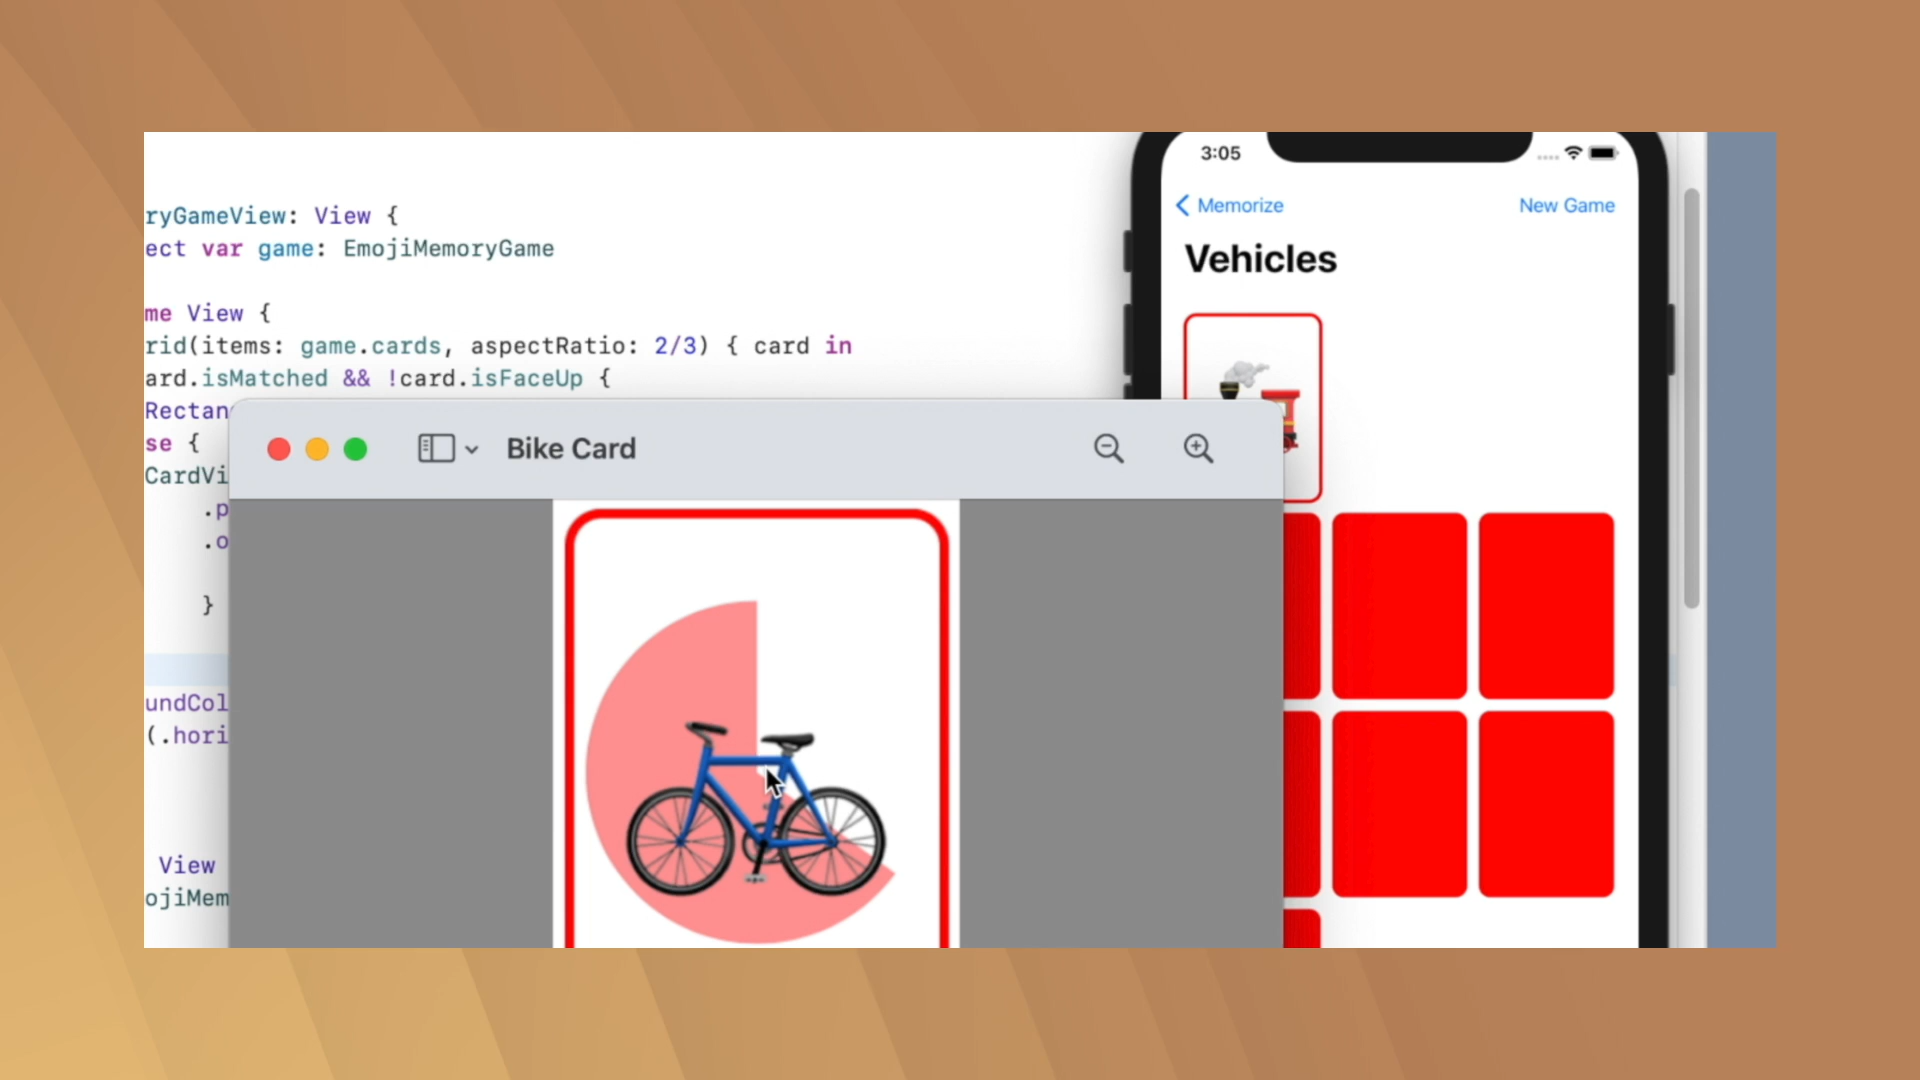 ryGameView: View {
ect var game: EmojiMemoryGame
me View {
rid(items: game.cards, aspectRatio: 2/3) { card in
ard.isMatched && !card.isFaceUp {
Rectan
se {
CardVi
.p
.o
}
undCol
(.hori
View
ojiMem
Bike Card
3:05
Memorize
New Game
Vehicles